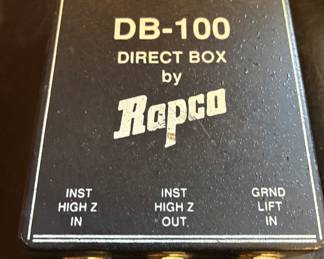 DB-100
DIRECT BOX
by
Rapco
INST INST GRND
HIGH Z HIGH Z LIFT
IN OUT IN